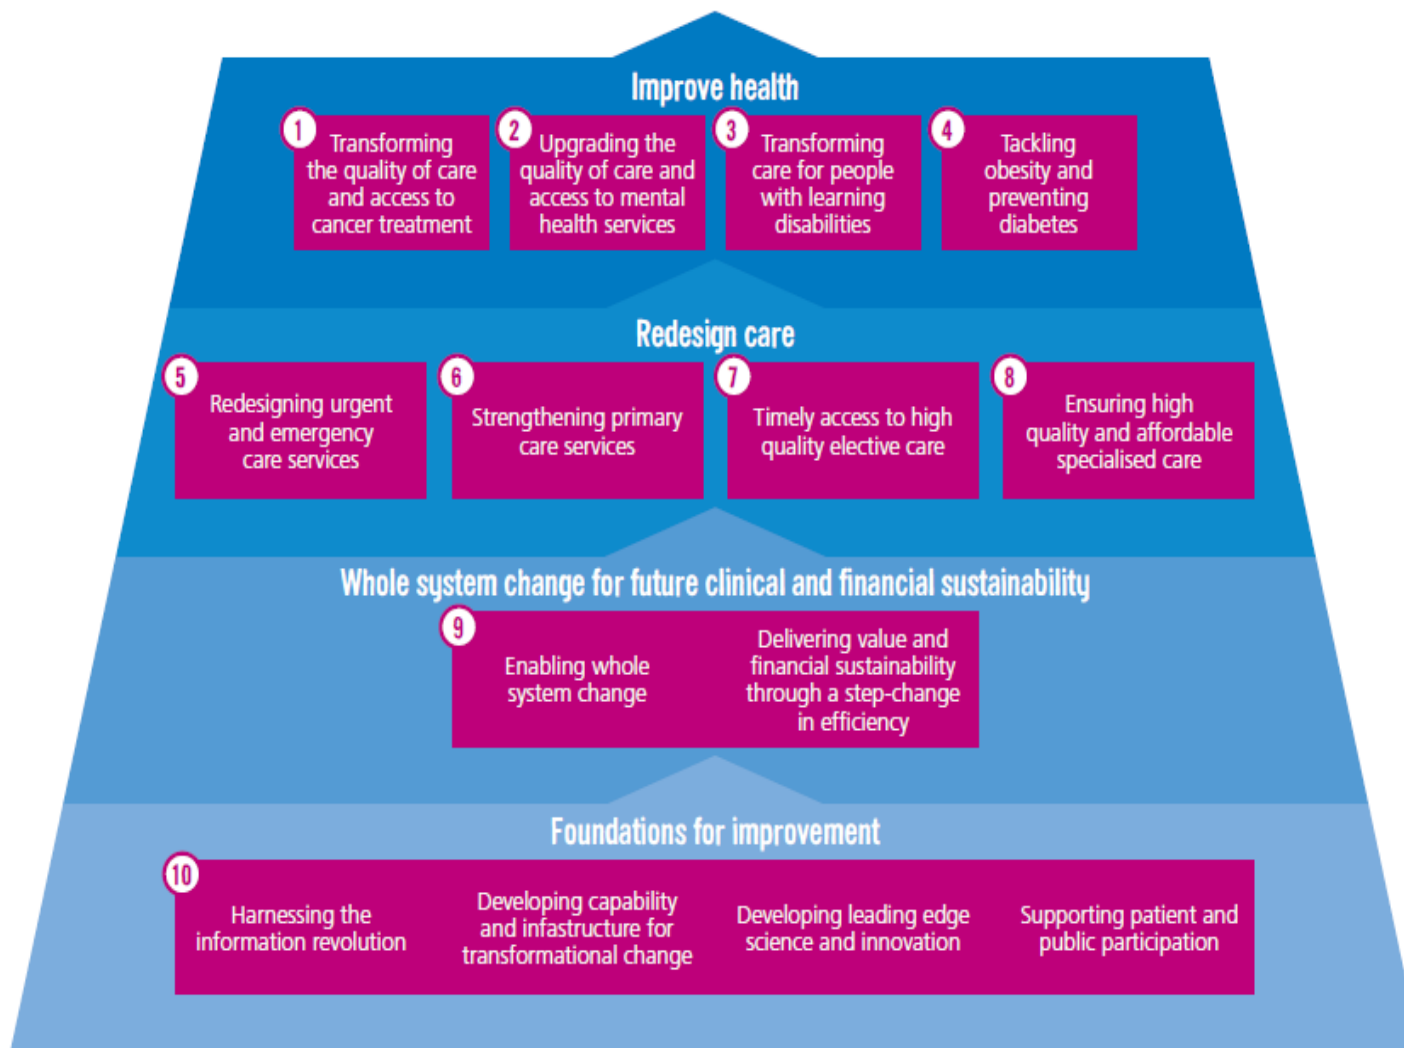 Improve health
1
Transforming
the quality of care
and access to
cancer treatment
2
Upgrading the
quality of care and
access to mental
health services
3
Transforming
care for people
with learning
disabilities
4
Tackling
obesity and
preventing
diabetes
Redesign care
5
Redesigning urgent
and emergency
care services
6
Strengthening primary
care services
7
Timely access to high
quality elective care
8
Ensuring high
quality and affordable
specialised care
Whole system change for future clinical and financial sustainability
9
Enabling whole
system change
Delivering value and
financial sustainability
through a step-change
in efficiency
Foundations for improvement
10
Harnessing the
information revolution
Developing capability
and infastructure for
transformational change
Developing leading edge
science and innovation
Supporting patient and
public participation